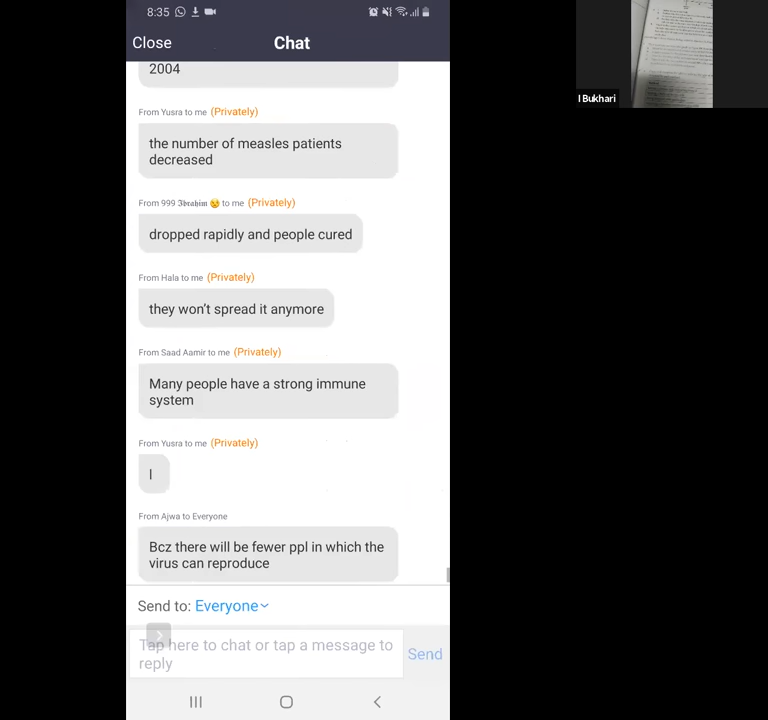 8:35
Close Chat
2004
From Yusra to me (Privately)
the number of measles patients
decreased
From 999 𝕴𝖇𝖗𝖆𝖍𝖎𝖒 😒 to me (Privately)
dropped rapidly and people cured
From Hala to me (Privately)
they won't spread it anymore
From Saad Aamir to me (Privately)
Many people have a strong immune
system
From Yusra to me (Privately)
I
From Ajwa to Everyone
Bcz there will be fewer ppl in which the
virus can reproduce
Send to: Everyone
Tap here to chat or tap a message to
reply
Send
I Bukhari